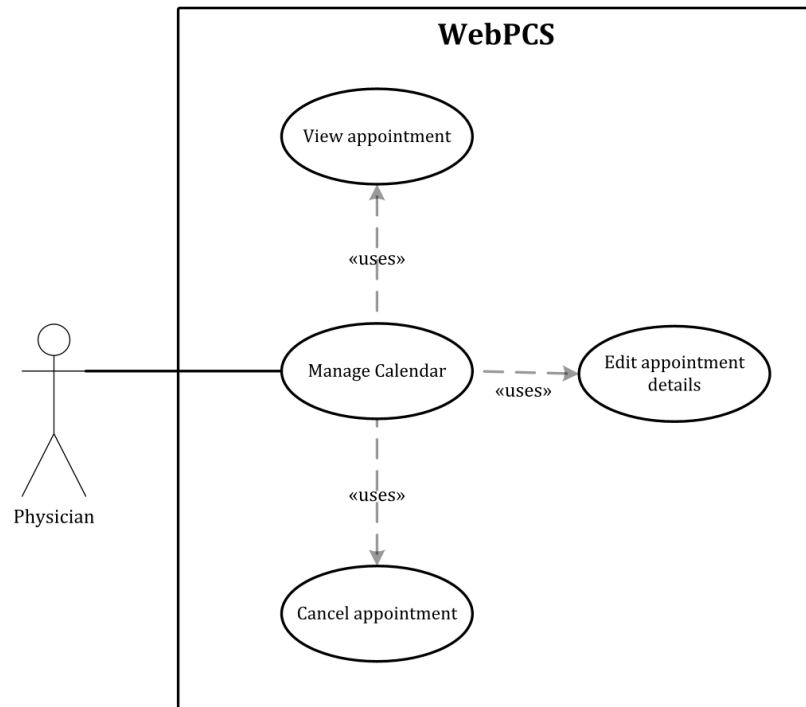 WebPCS
View appointment
«uses»
Manage Calendar
Edit appointment
details
«uses»
«uses»
Physician
Cancel appointment